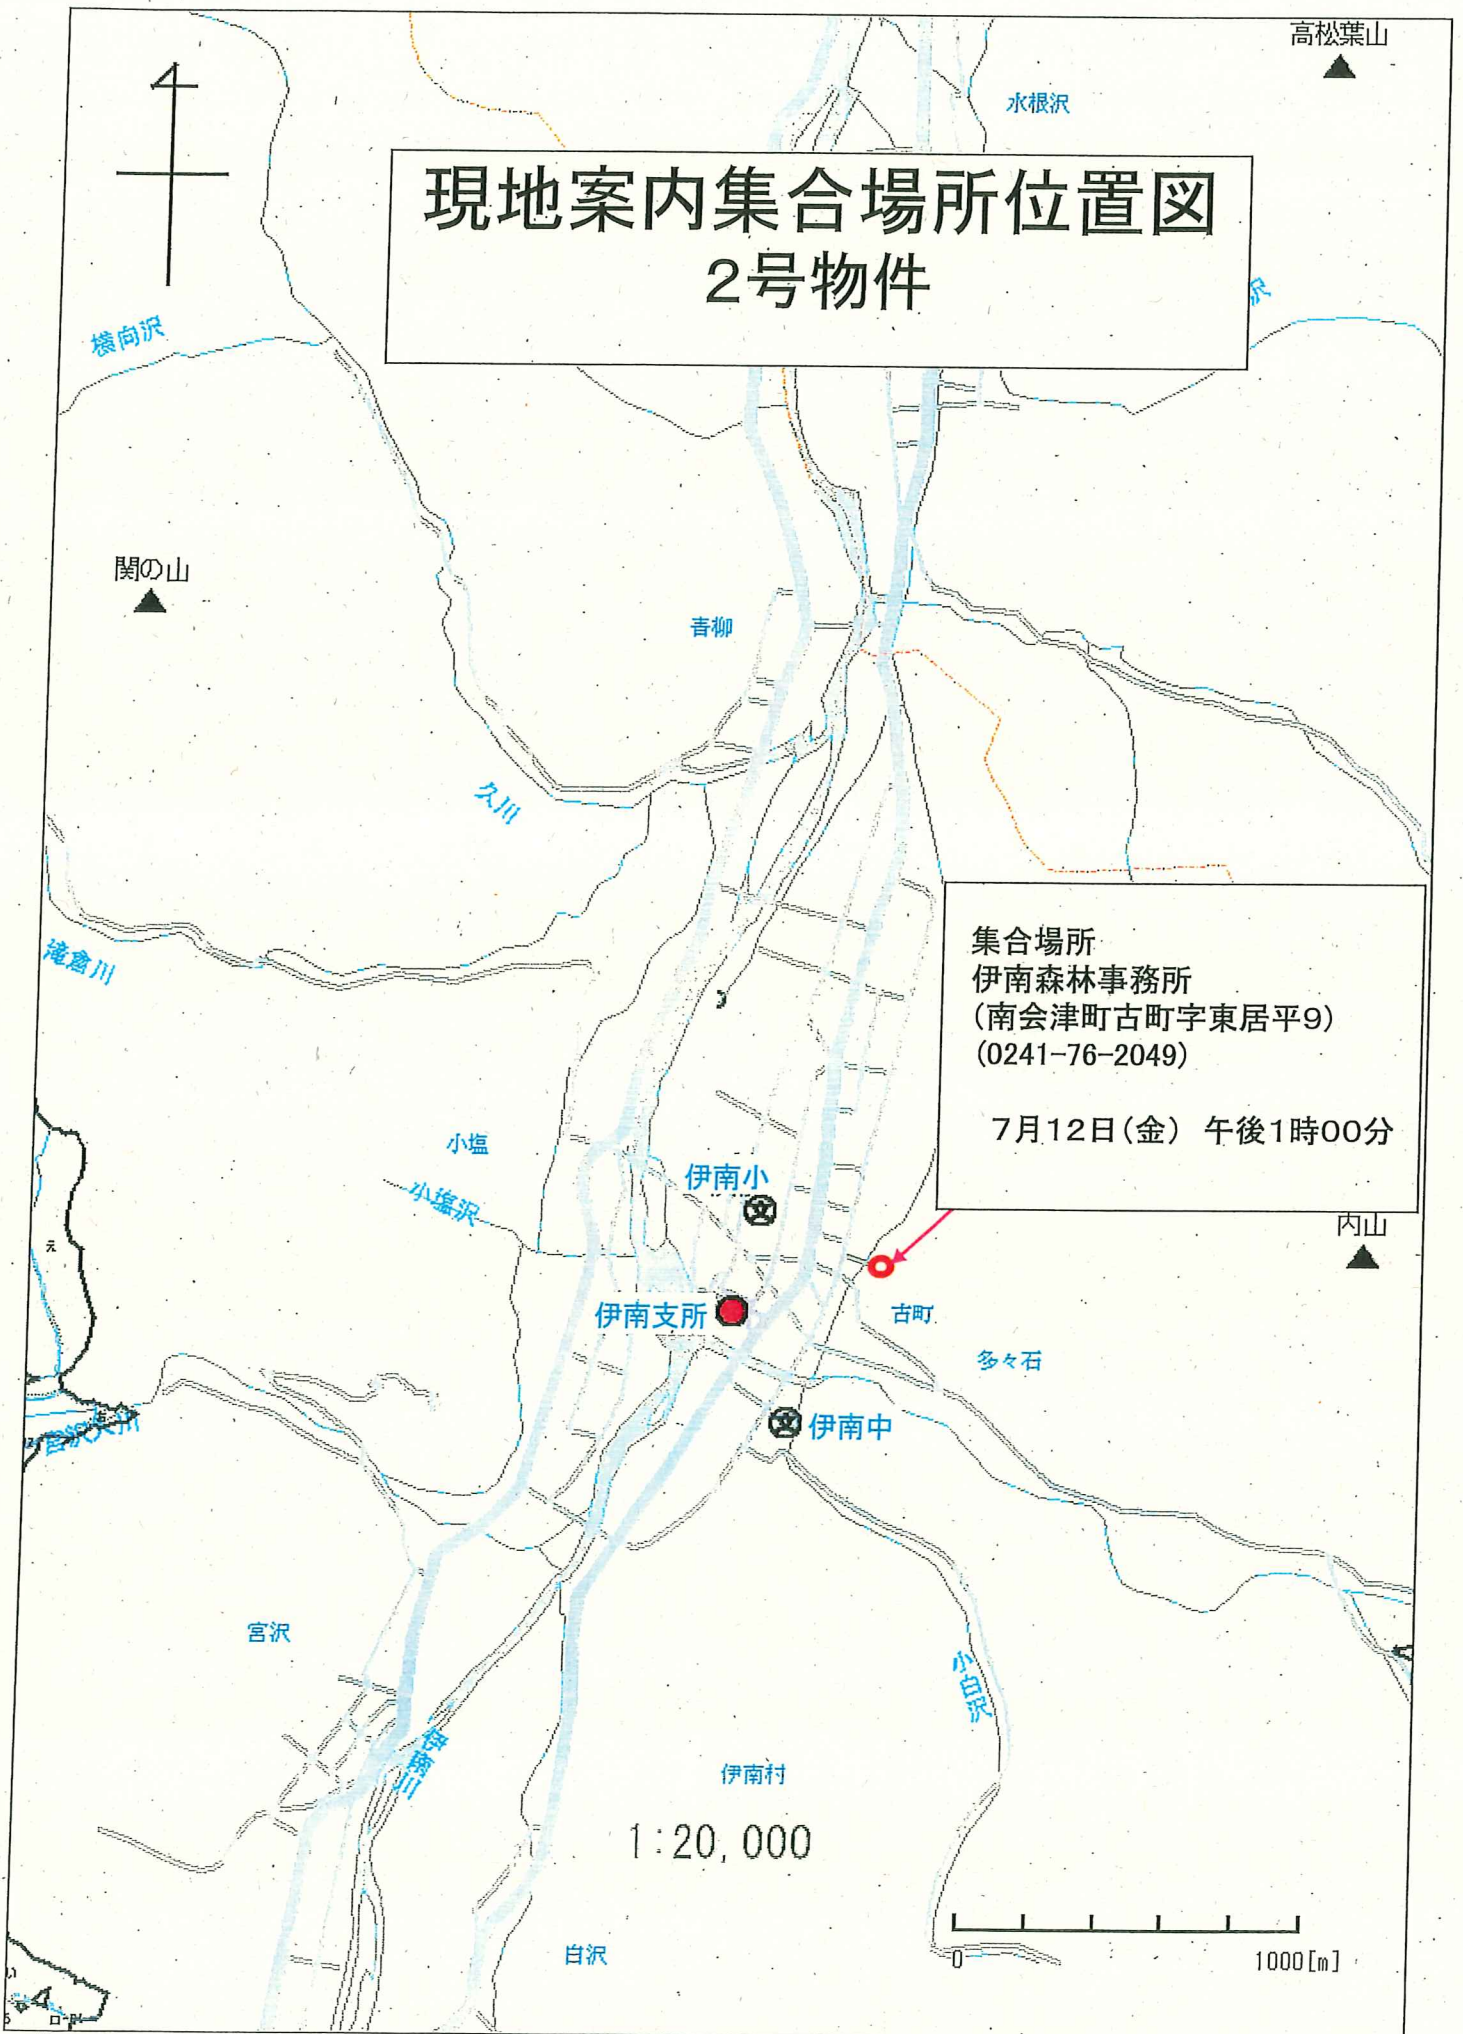 高松葉山
水根沢
現地案内集合場所位置図
2号物件
沢
檨向沢
関の山
青柳
久川
滝倉川
集合場所
伊南森林事務所
(南会津町古町字東居平9)
(0241-76-2049)
7月12日(金) 午後1時00分
小塩
小塩沢
伊南小
内山
え
伊南支所
古町
多々石
伊南中
宮沢
小白沢
伊南川
伊南村
1:20,000
白沢
0 1000[m]
い